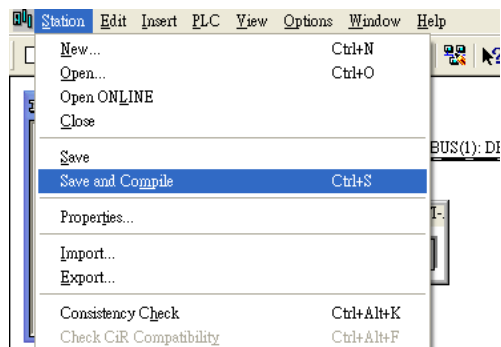 Station Edit Insert PLC View Options Window Help
New... Ctrl+N
Open... Ctrl+O
Open ONLINE
Close
BUS(1): DP
Save
Save and Compile Ctrl+S
Properties...
Import...
Export...
Consistency Check Ctrl+Alt+K
Check CiR Compatibility Ctrl+Alt+F